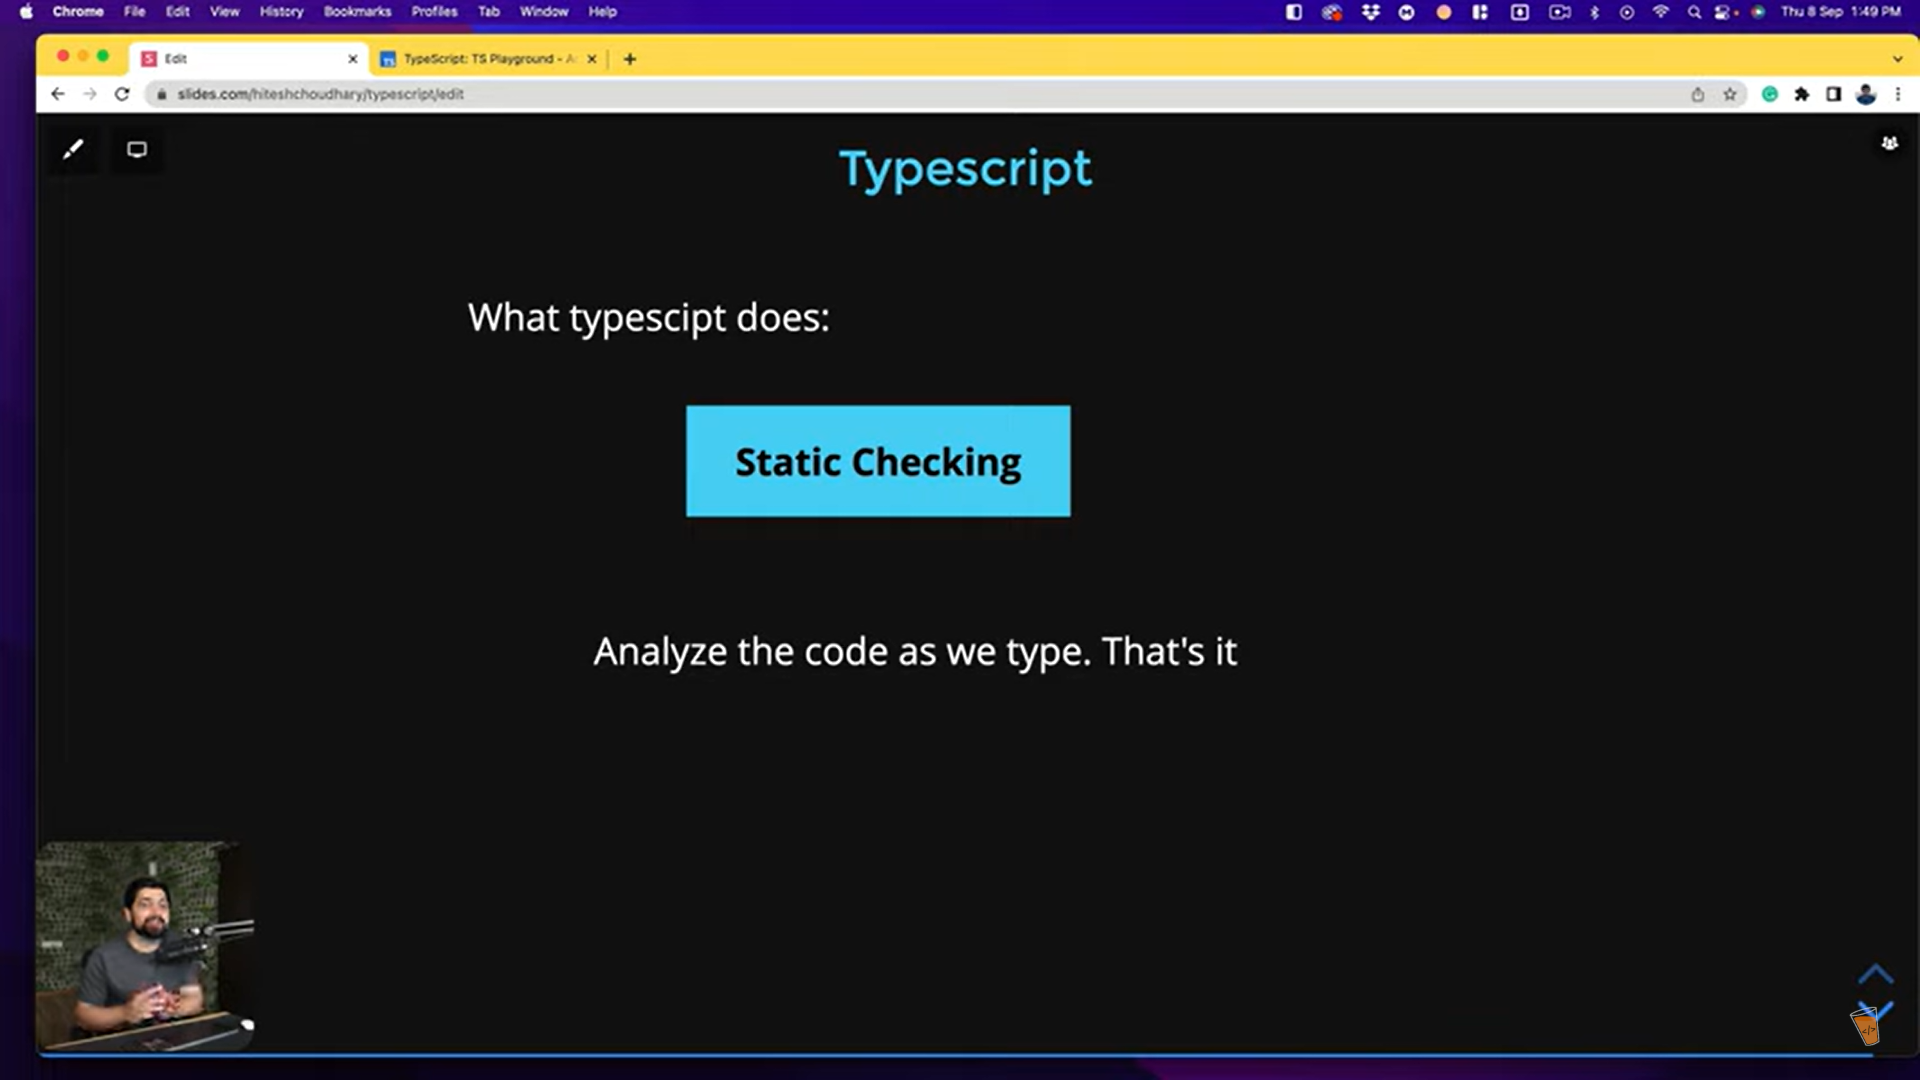 Chrome File Edit View History Bookmarks Profiles Tab Window Help
Thu 8 Sep 1:49 PM
S Edit
TS TypeScript: TS Playground - A
slides.com/hiteshchoudhary/typescript/edit
Typescript
What typescipt does:
Static Checking
Analyze the code as we type. That's it
</>